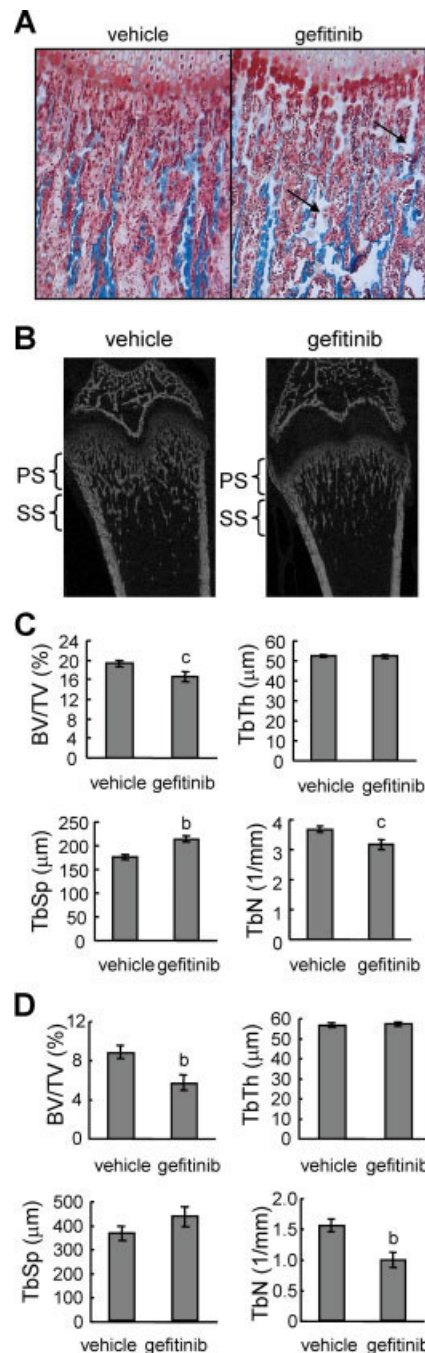 A
vehicle gefitinib
B
vehicle gefitinib
PS
SS
PS
SS
C
BV/TV (%)
24
20
16
12
8
4
0
c
vehicle gefitinib
TbTh (μm)
60
50
40
30
20
10
0
vehicle gefitinib
TbSp (μm)
250
200
150
100
50
0
b
vehicle gefitinib
TbN (1/mm)
4
3
2
1
0
c
vehicle gefitinib
D
BV/TV (%)
12
8
4
0
b
vehicle gefitinib
TbTh (μm)
60
50
40
30
20
10
0
vehicle gefitinib
TbSp (μm)
500
400
300
200
100
0
vehicle gefitinib
TbN (1/mm)
2.0
1.5
1.0
0.5
0
b
vehicle gefitinib